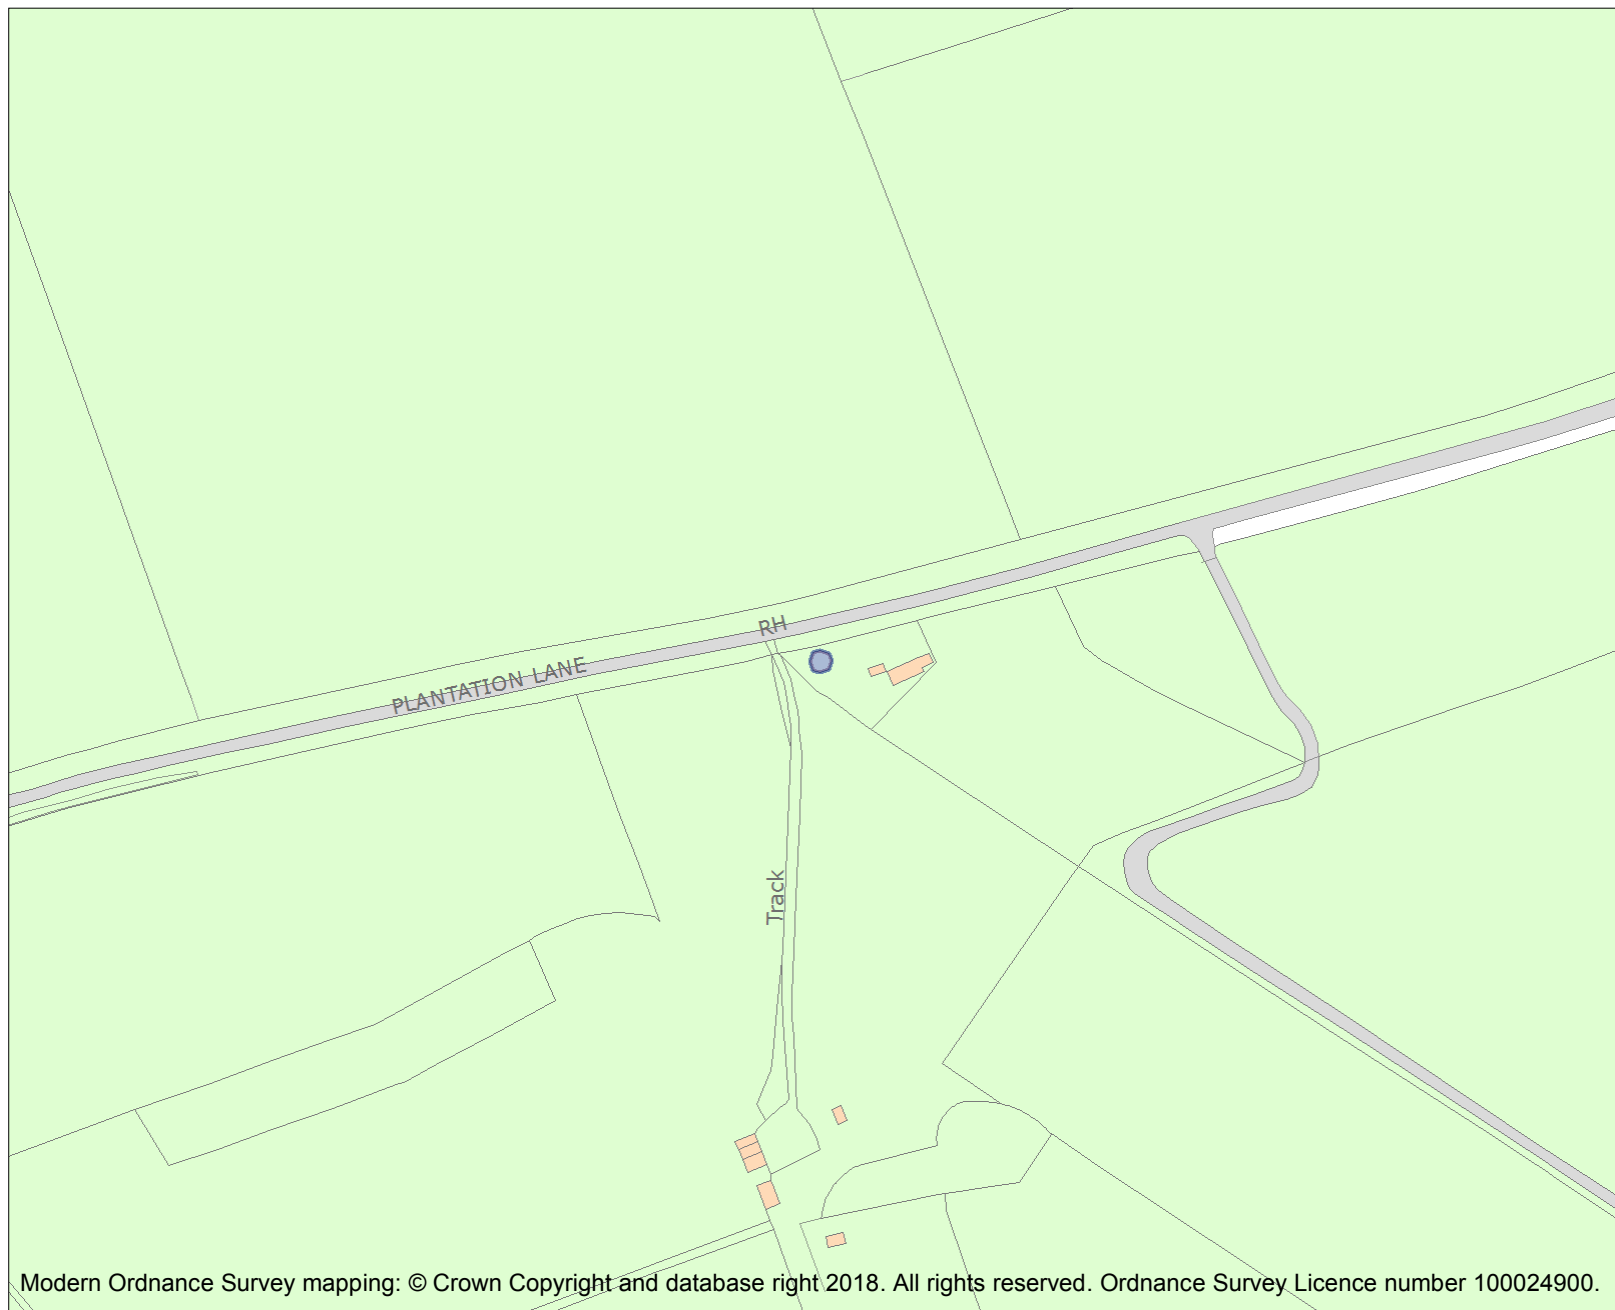 RH
PLANTATION LANE
Track
Modern Ordnance Survey mapping: © Crown Copyright and database right 2018. All rights reserved. Ordnance Survey Licence number 100024900.